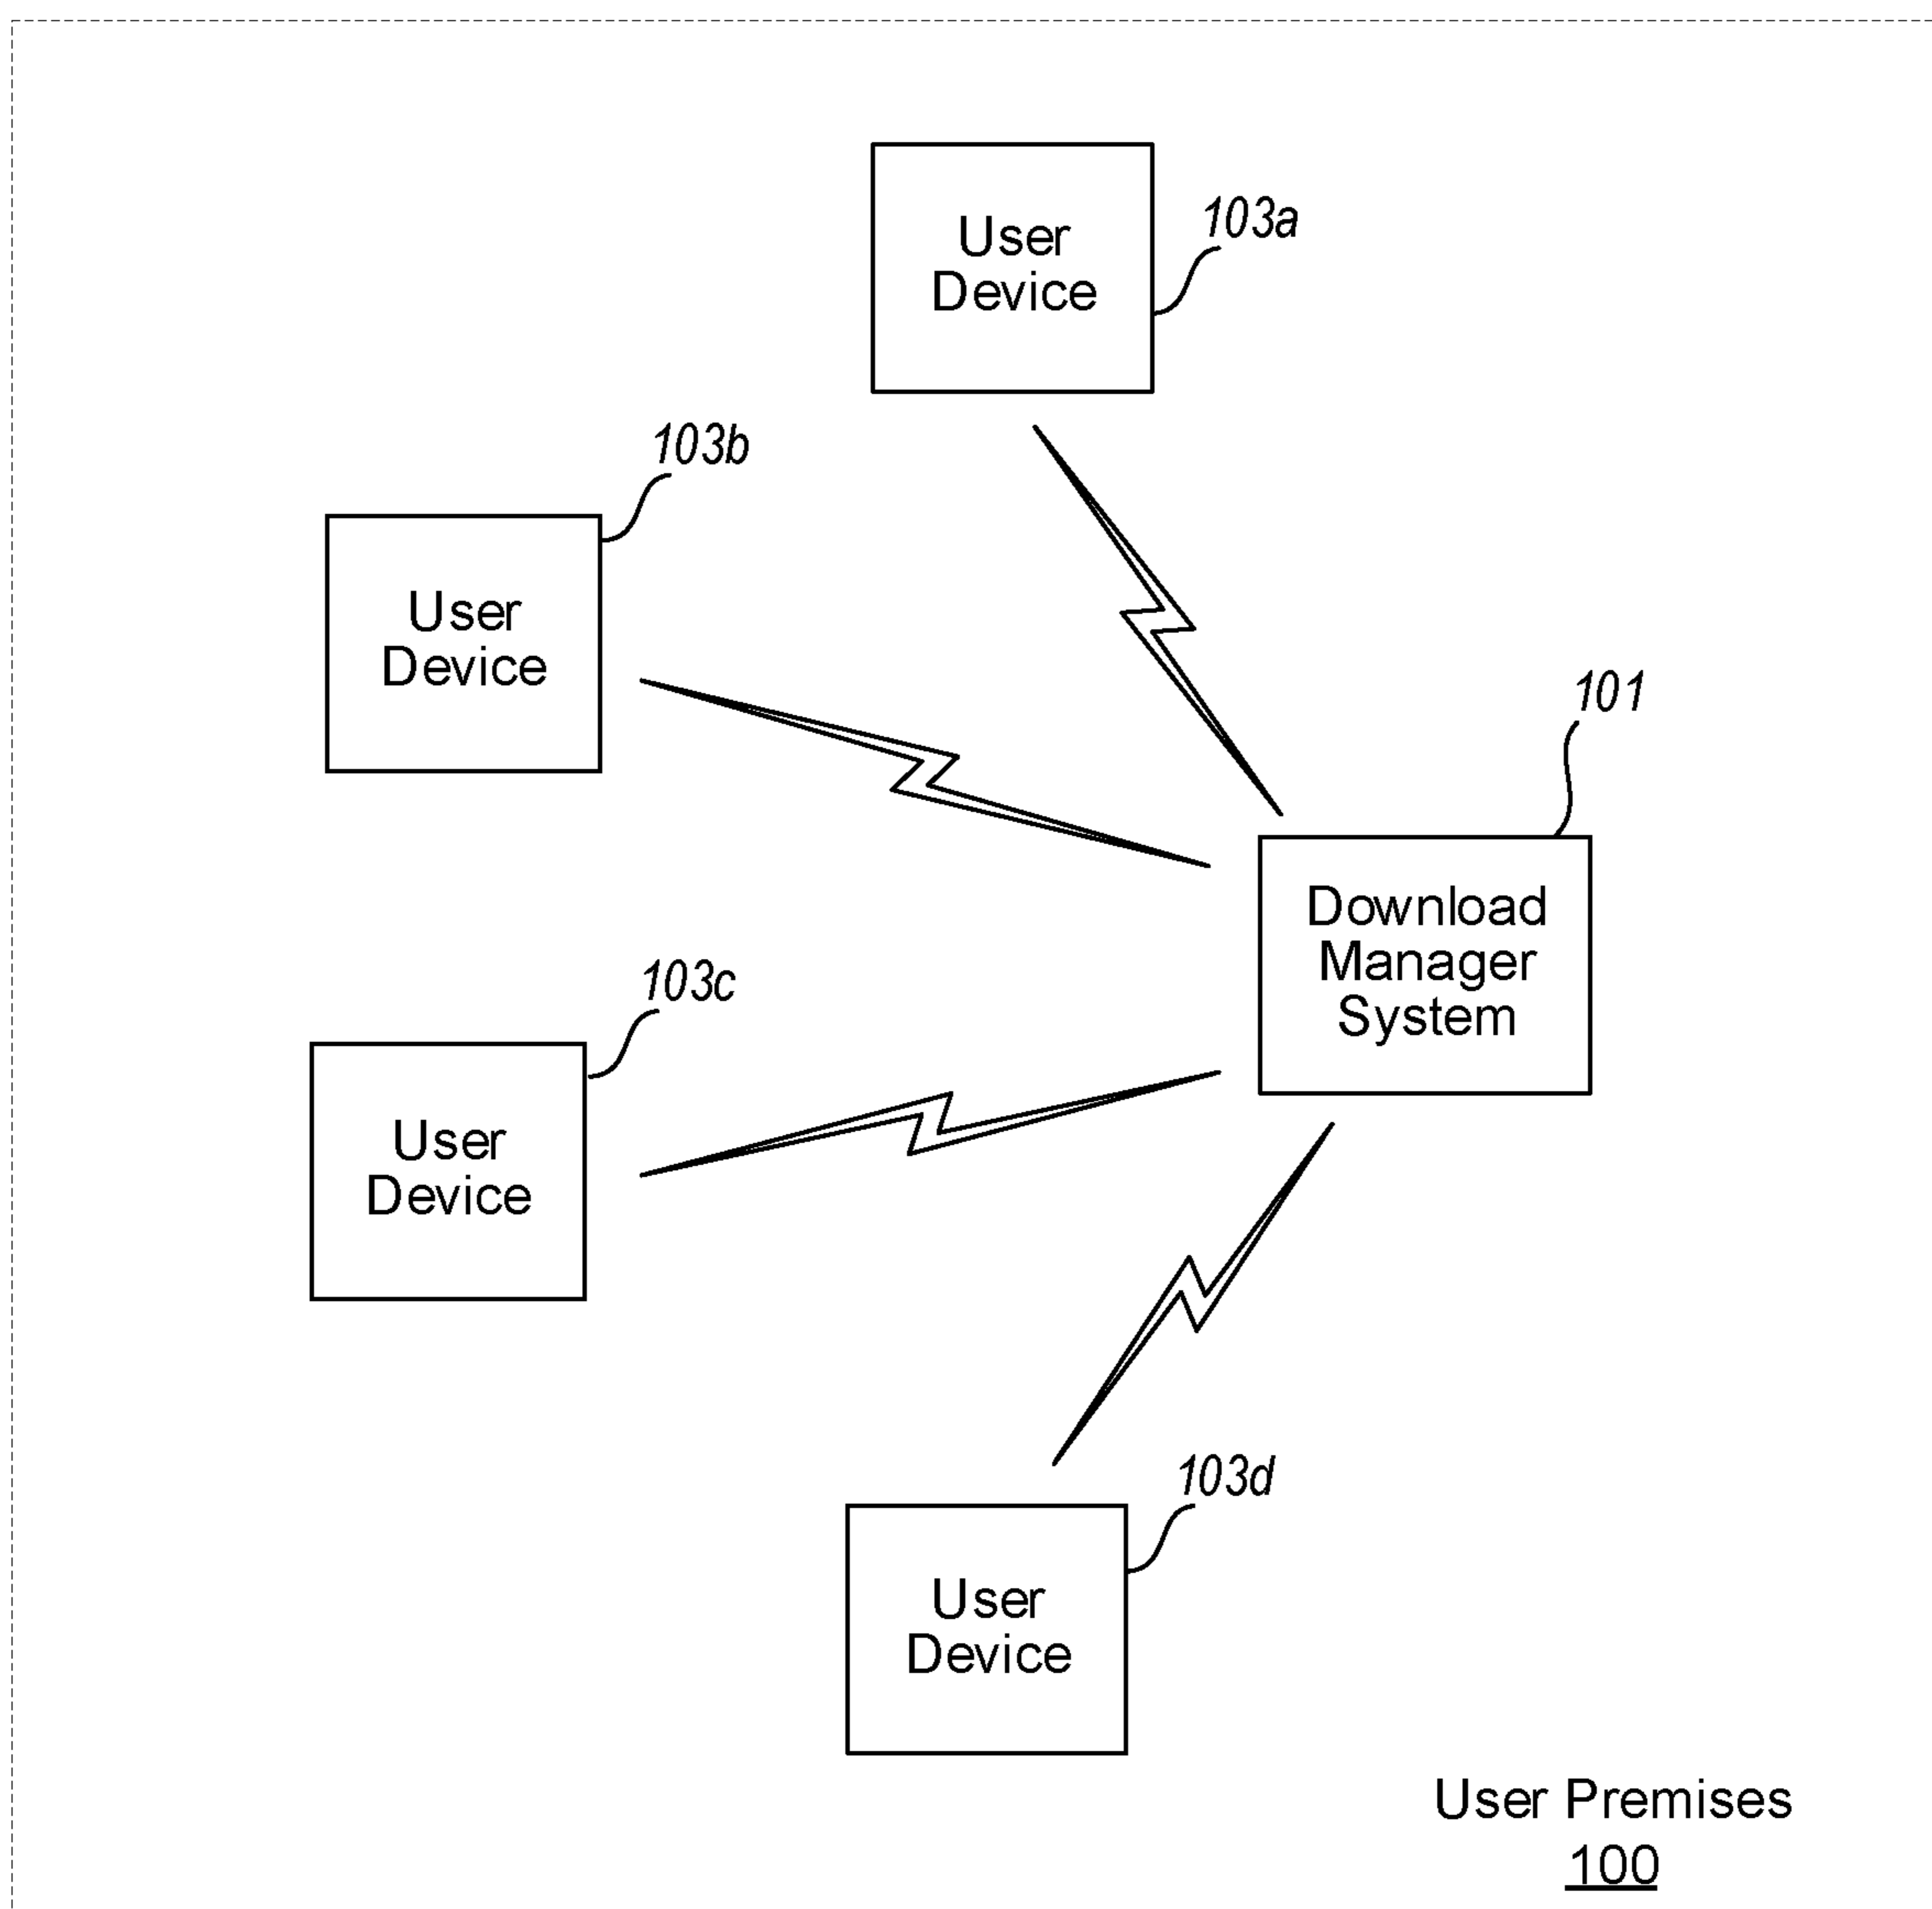 103a
User
Device
103b
User
Device
101
Download
Manager
System
103c
User
Device
103d
User
Device
User Premises
100